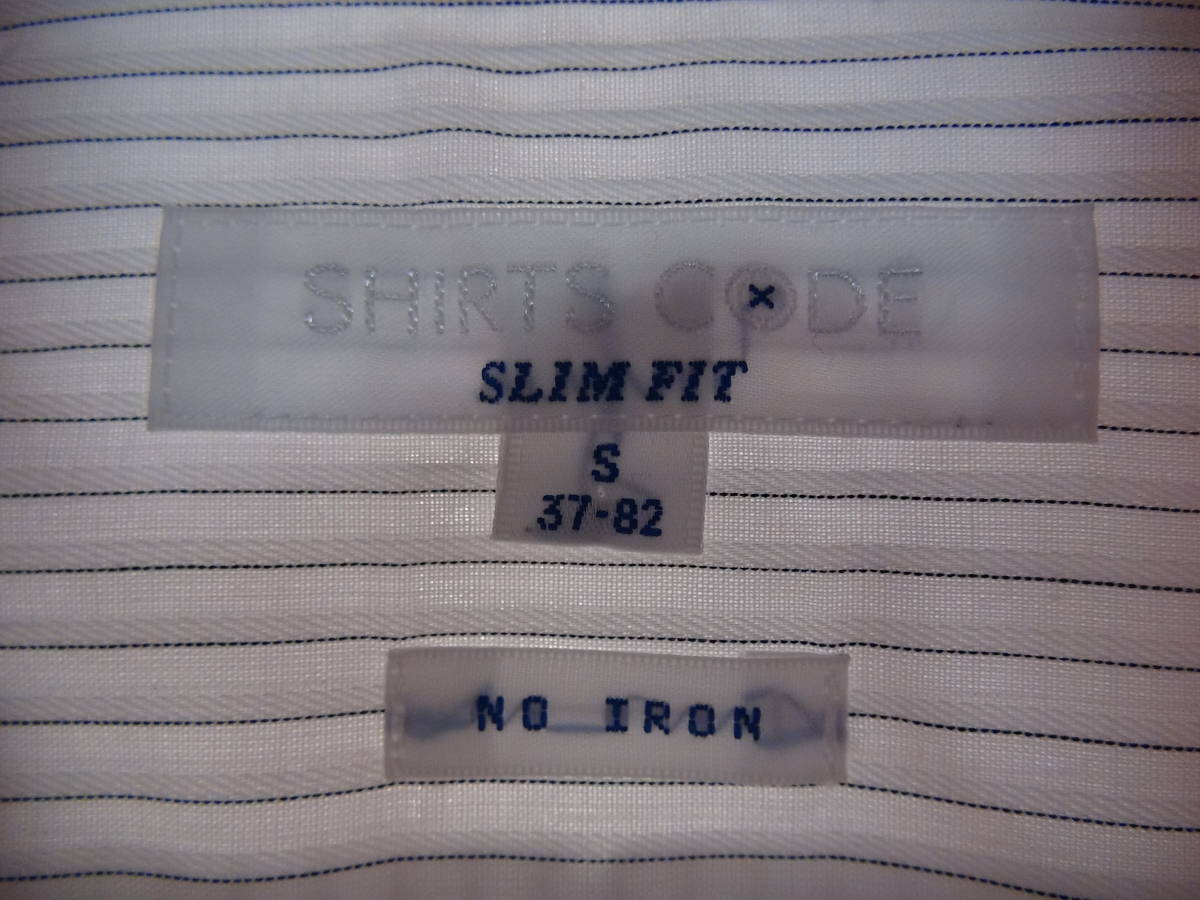 SHIRTS CODE
SLIM FIT
S
37-82
NO IRON